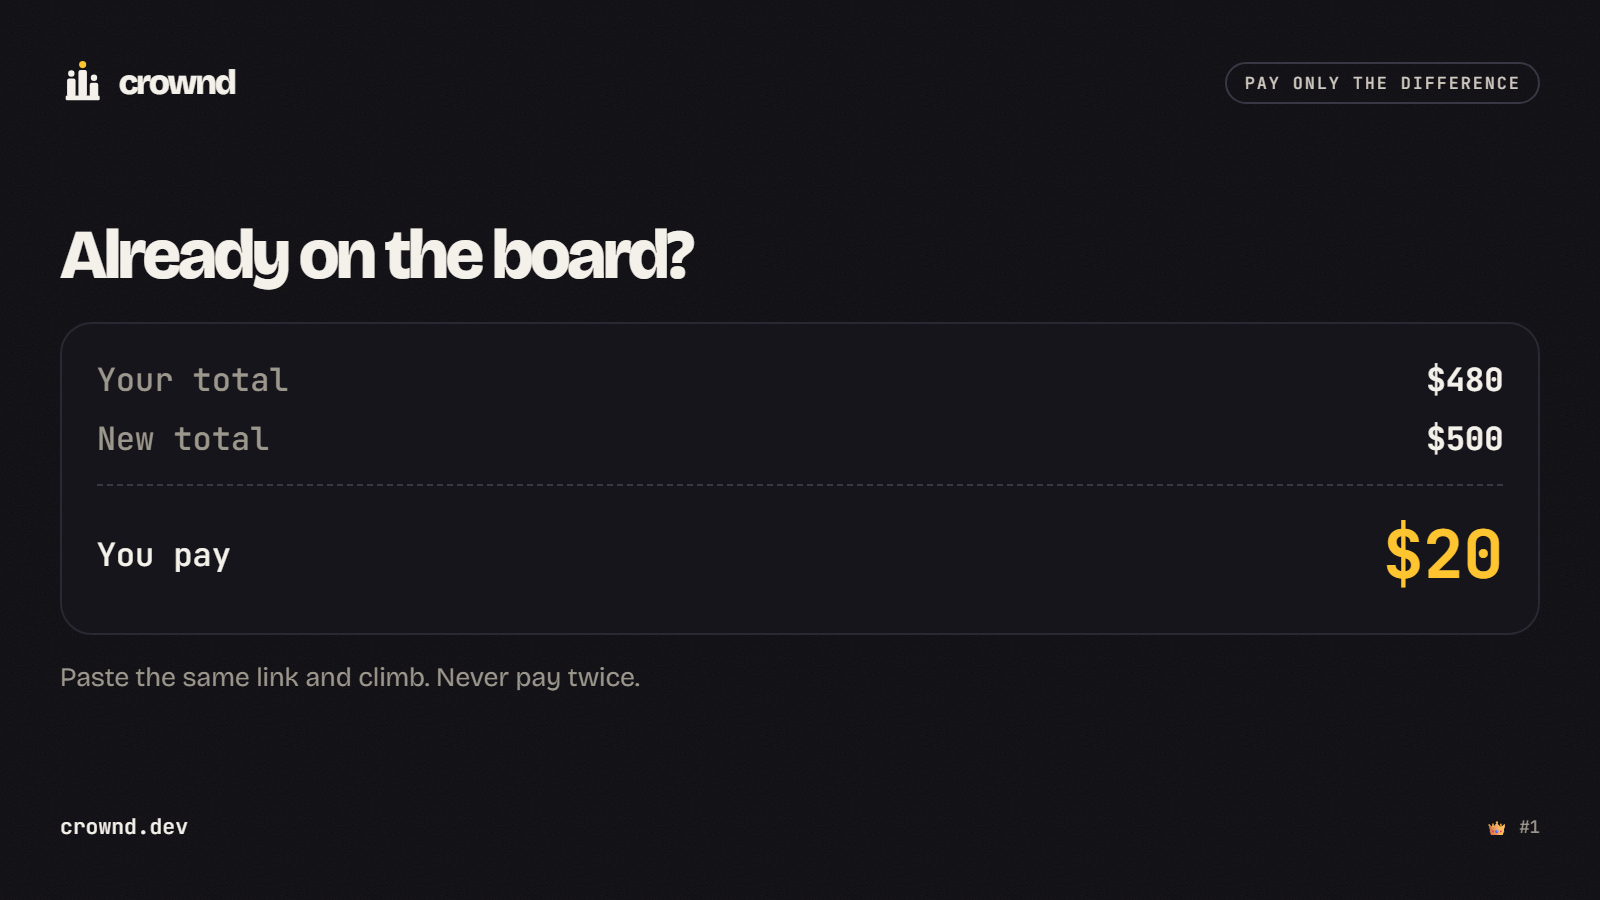 crownd
PAY ONLY THE DIFFERENCE
Already on the board?
Your total $480
New total $500
You pay $20
Paste the same link and climb. Never pay twice.
crownd.dev
#1